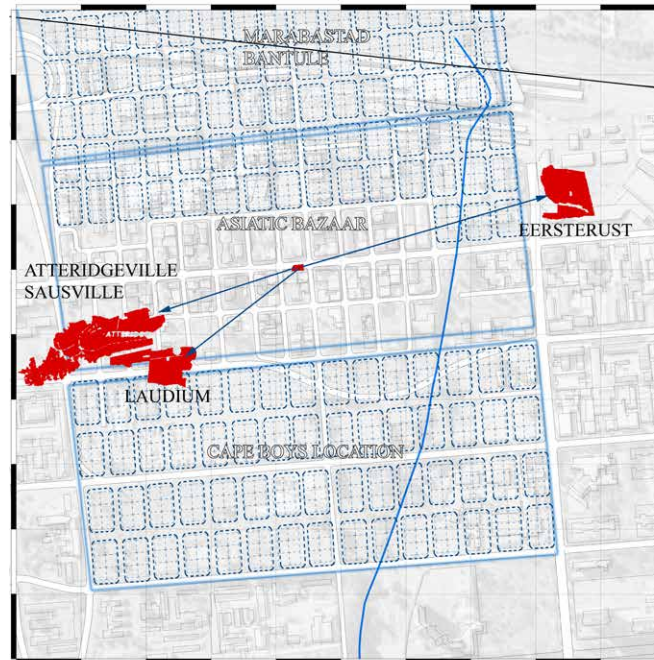 MARABASTAD
BANTULE
ASIATIC BAZAAR
EERSTERUST
ATTERIDGEVILLE
SAUSVILLE
LAUDIUM
CAPE BOYS LOCATION